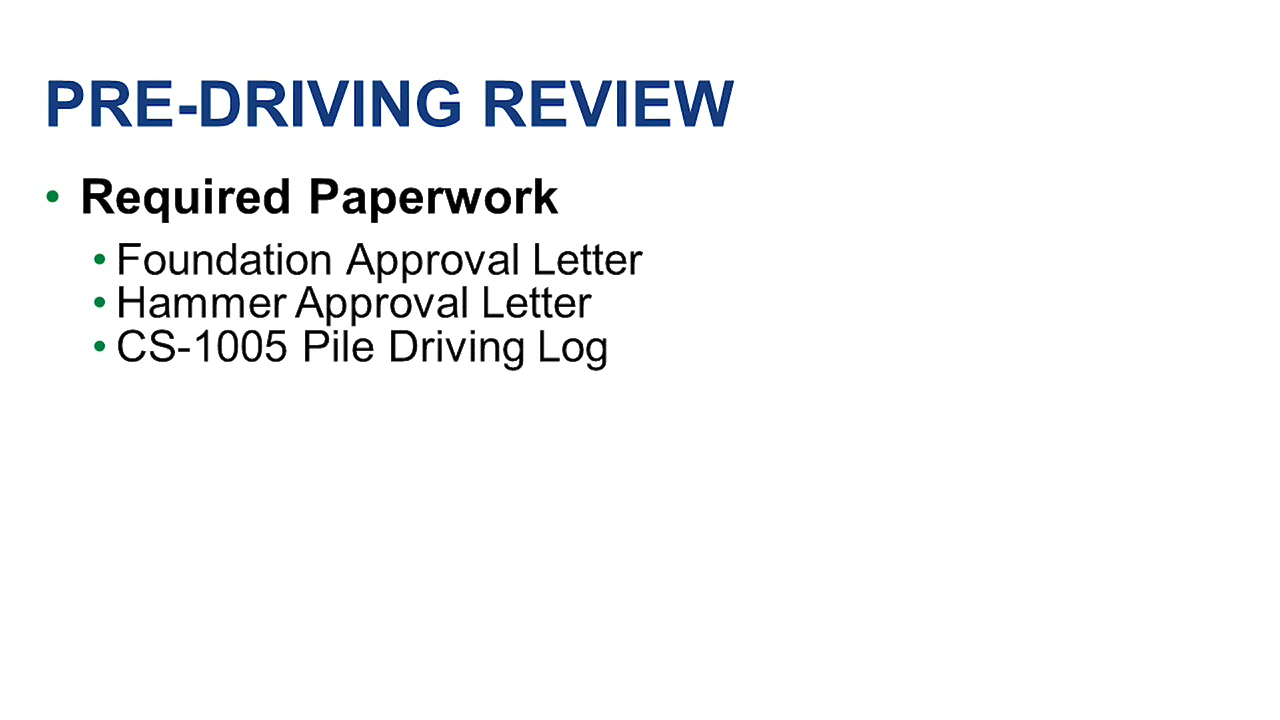 PRE-DRIVING REVIEW
• Required Paperwork
• Foundation Approval Letter
• Hammer Approval Letter
• CS-1005 Pile Driving Log